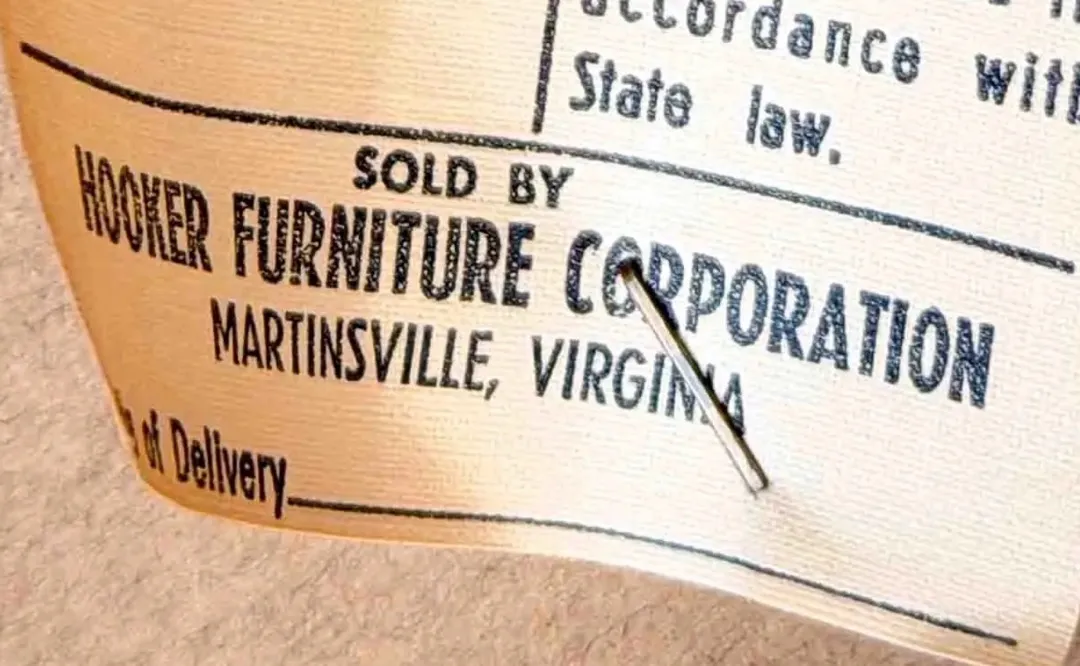 accordance with
State law.
SOLD BY
HOOKER FURNITURE CORPORATION
MARTINSVILLE, VIRGINIA
of Delivery